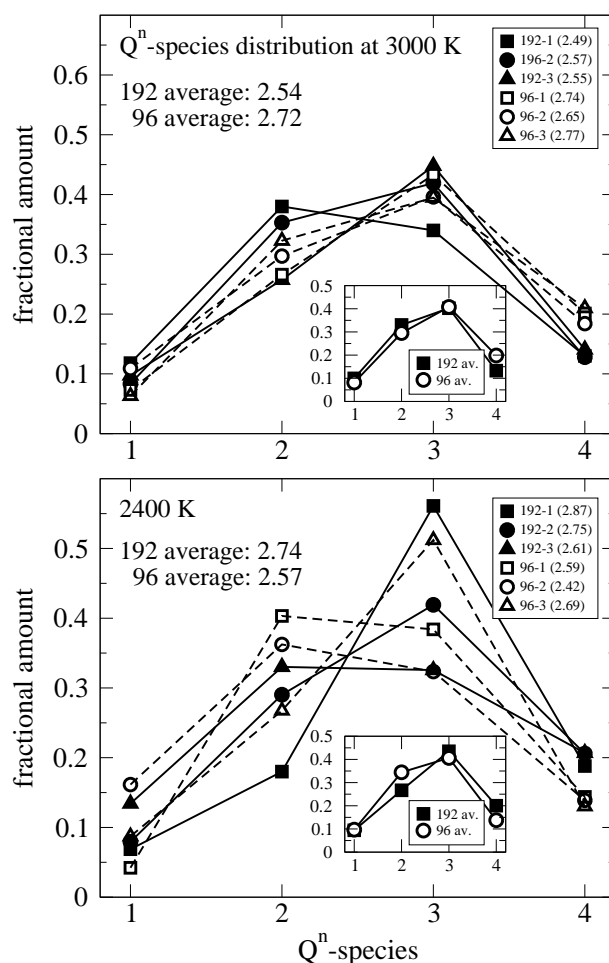 Qⁿ-species distribution at 3000 K
192 average: 2.54
96 average: 2.72
192-1 (2.49)
196-2 (2.57)
192-3 (2.55)
96-1 (2.74)
96-2 (2.65)
96-3 (2.77)
fractional amount
0.6
0.5
0.4
0.3
0.2
0.1
0
1 2 3 4
0.5
0.4
0.3
0.2
0.1
0
192 av.
96 av.
1 2 3 4
2400 K
192 average: 2.74
96 average: 2.57
192-1 (2.87)
192-2 (2.75)
192-3 (2.61)
96-1 (2.59)
96-2 (2.42)
96-3 (2.69)
fractional amount
0.5
0.4
0.3
0.2
0.1
0
1 2 3 4
0.5
0.4
0.3
0.2
0.1
0
192 av.
96 av.
1 2 3 4
Qⁿ-species